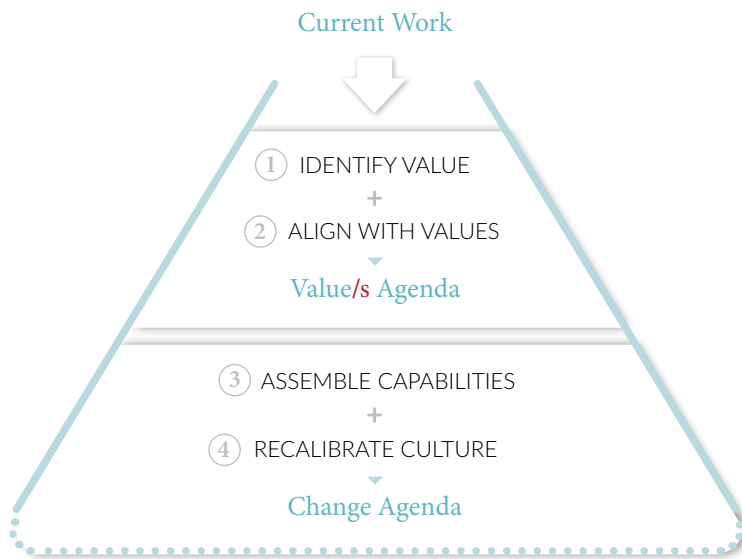 Current Work
1 IDENTIFY VALUE
+
2 ALIGN WITH VALUES
Value/s Agenda
3 ASSEMBLE CAPABILITIES
+
4 RECALIBRATE CULTURE
Change Agenda